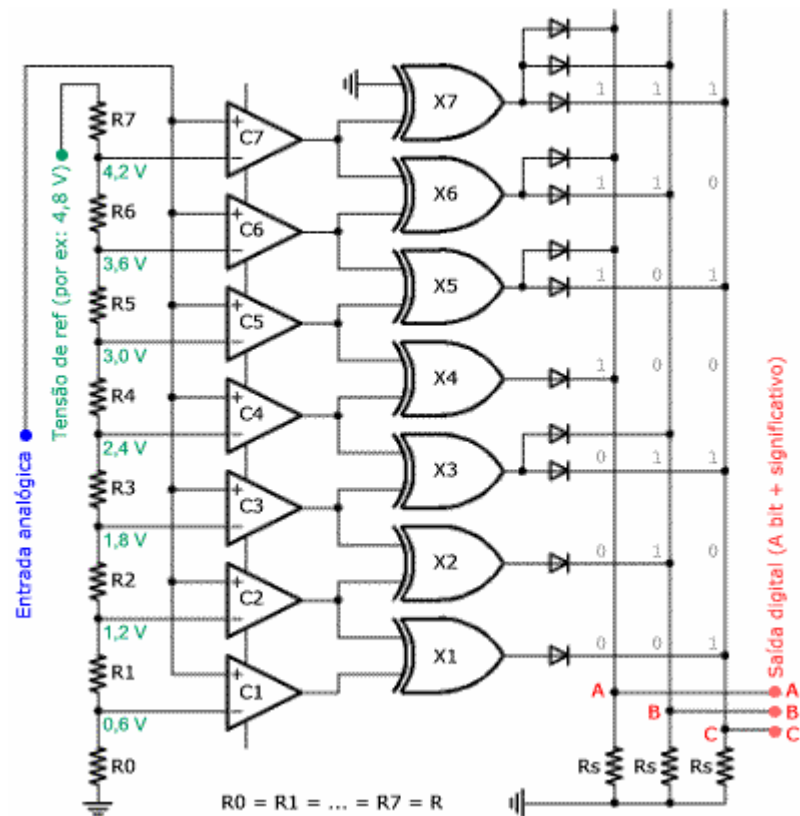 Entrada analógica
Tensão de ref (por ex: 4,8 V)
R7
4,2 V
R6
3,6 V
R5
3,0 V
R4
2,4 V
R3
1,8 V
R2
1,2 V
R1
0,6 V
R0
+
C7
−
+
C6
−
+
C5
−
+
C4
−
+
C3
−
+
C2
−
+
C1
−
X7
1 1 1
X6
1 1 0
X5
1 0 1
X4
1 0 0
X3
0 1 1
X2
0 1 0
X1
0 0 1
A
B
C
A
B
C
Saída digital (A bit + significativo)
Rs
Rs
Rs
R0 = R1 = ... = R7 = R